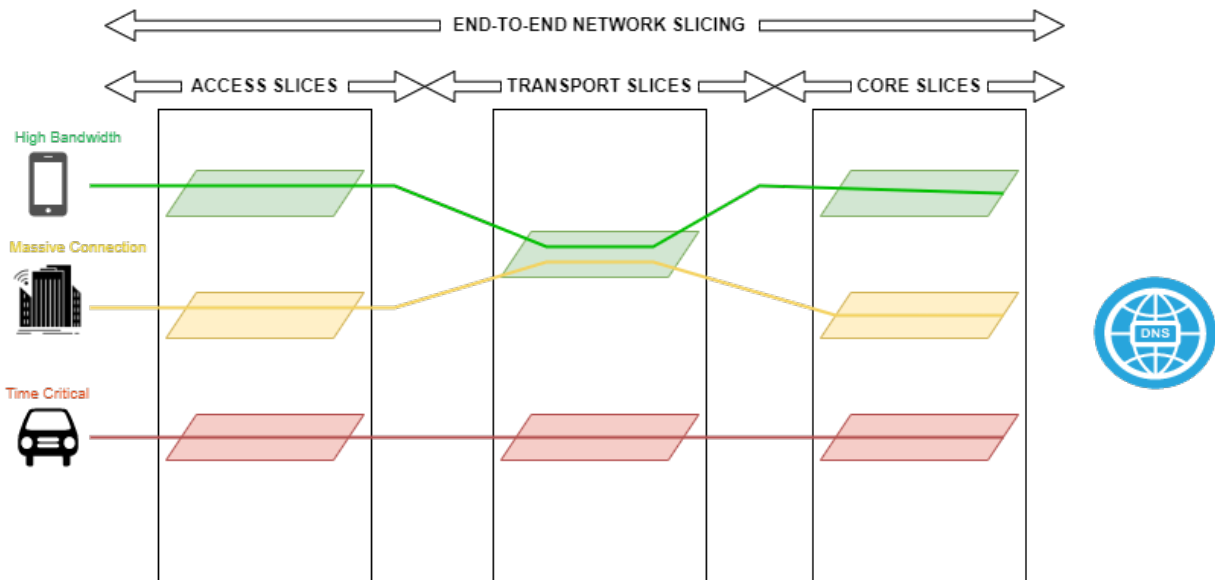 END-TO-END NETWORK SLICING
ACCESS SLICES
TRANSPORT SLICES
CORE SLICES
High Bandwidth
Massive Connection
DNS
Time Critical